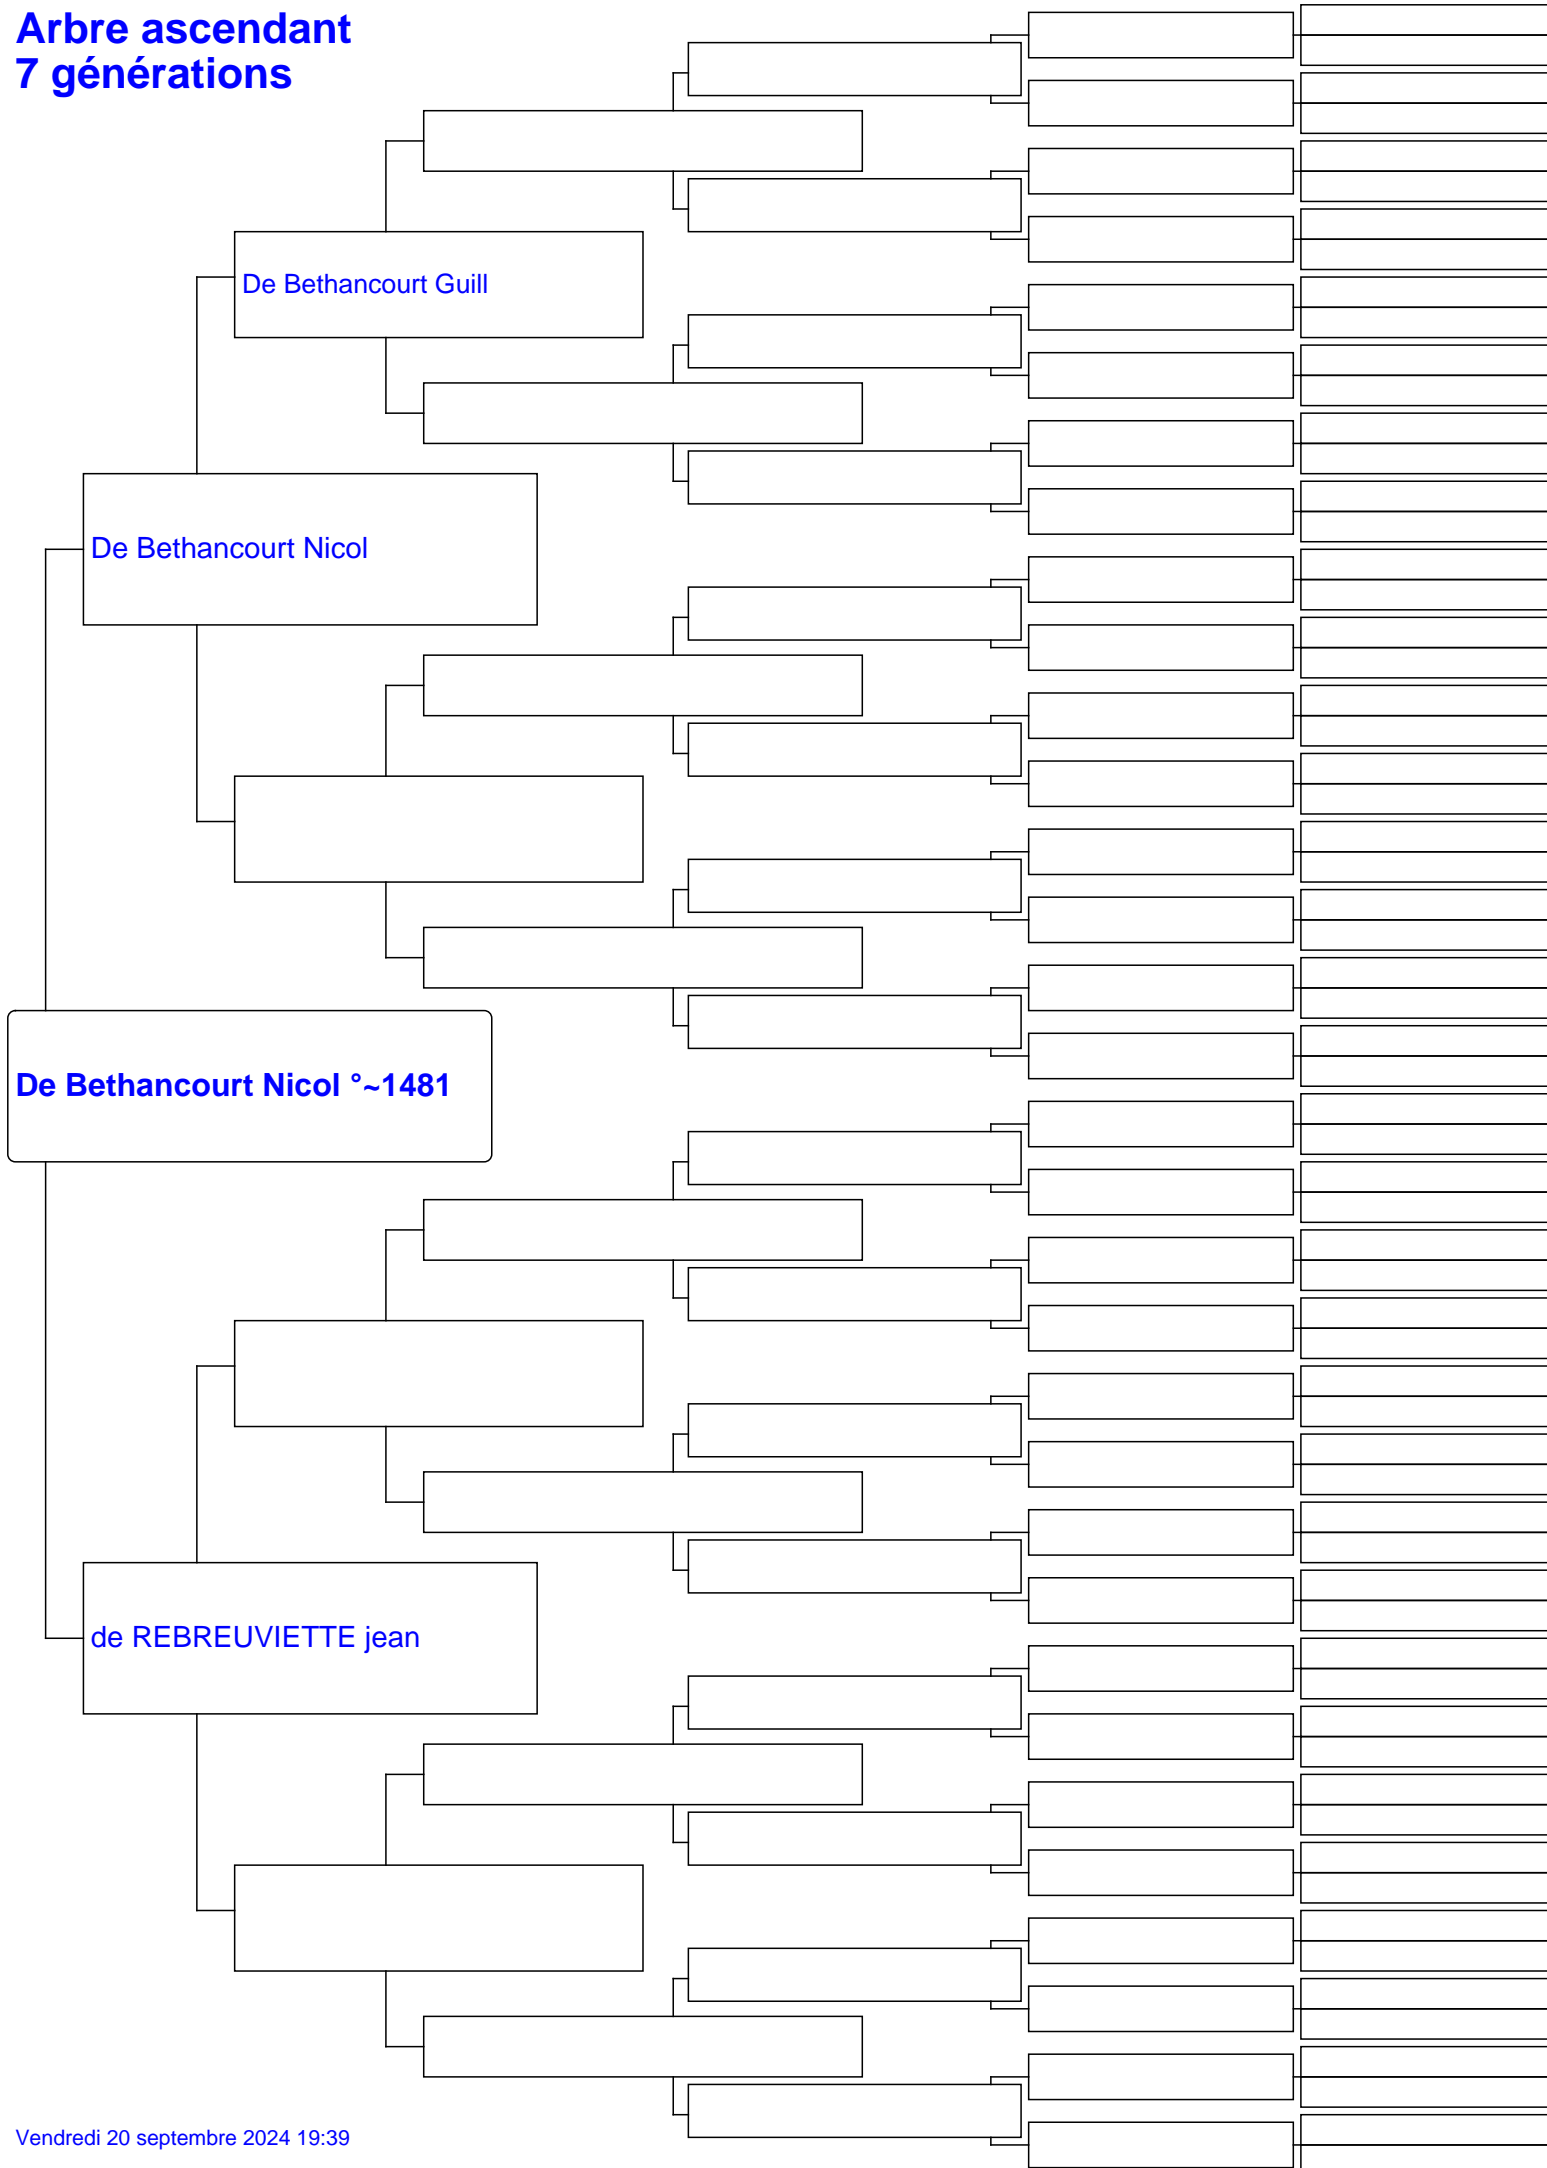 Arbre ascendant
7 générations
De Bethancourt Guill
De Bethancourt Nicol
De Bethancourt Nicol °~1481
de REBREUVIETTE jean
Vendredi 20 septembre 2024 19:39